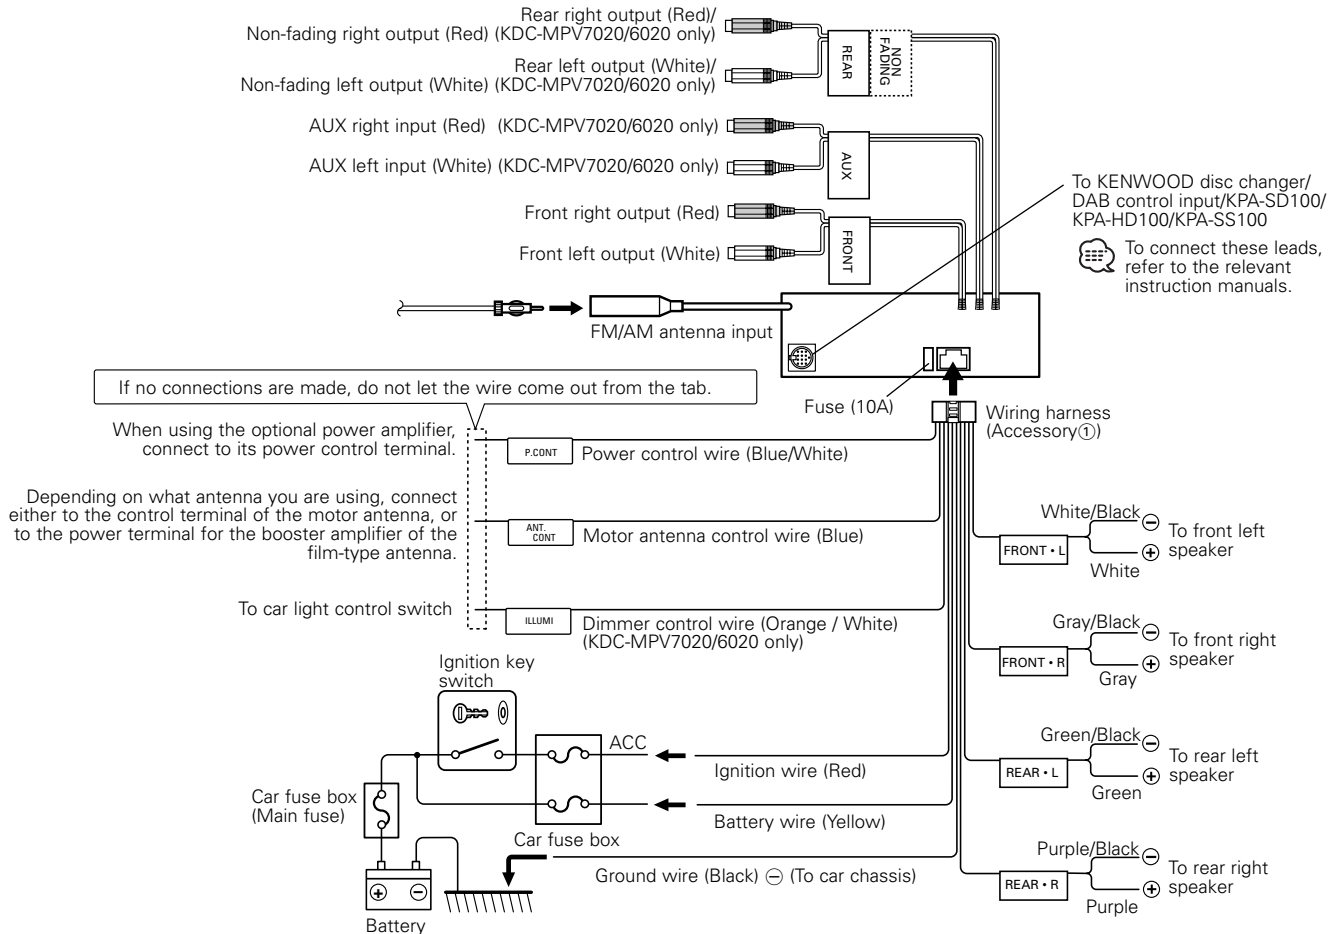 Rear right output (Red)/
Non-fading right output (Red) (KDC-MPV7020/6020 only)
Rear left output (White)/
Non-fading left output (White) (KDC-MPV7020/6020 only)
REAR
NON
FADING
AUX right input (Red) (KDC-MPV7020/6020 only)
AUX left input (White) (KDC-MPV7020/6020 only)
AUX
Front right output (Red)
Front left output (White)
FRONT
To KENWOOD disc changer/
DAB control input/KPA-SD100/
KPA-HD100/KPA-SS100
To connect these leads,
refer to the relevant
instruction manuals.
FM/AM antenna input
Fuse (10A)
Wiring harness
(Accessory①)
If no connections are made, do not let the wire come out from the tab.
When using the optional power amplifier,
connect to its power control terminal.
P.CONT
Power control wire (Blue/White)
Depending on what antenna you are using, connect
either to the control terminal of the motor antenna, or
to the power terminal for the booster amplifier of the
film-type antenna.
ANT.
CONT
Motor antenna control wire (Blue)
To car light control switch
ILLUMI
Dimmer control wire (Orange / White)
(KDC-MPV7020/6020 only)
White/Black ⊖
FRONT • L
White ⊕
To front left
speaker
Gray/Black ⊖
FRONT • R
Gray ⊕
To front right
speaker
Green/Black ⊖
REAR • L
Green ⊕
To rear left
speaker
Purple/Black ⊖
REAR • R
Purple ⊕
To rear right
speaker
Ignition key
switch
ACC
Ignition wire (Red)
Car fuse box
(Main fuse)
Battery wire (Yellow)
Car fuse box
Ground wire (Black) ⊖ (To car chassis)
⊕ ⊖
Battery